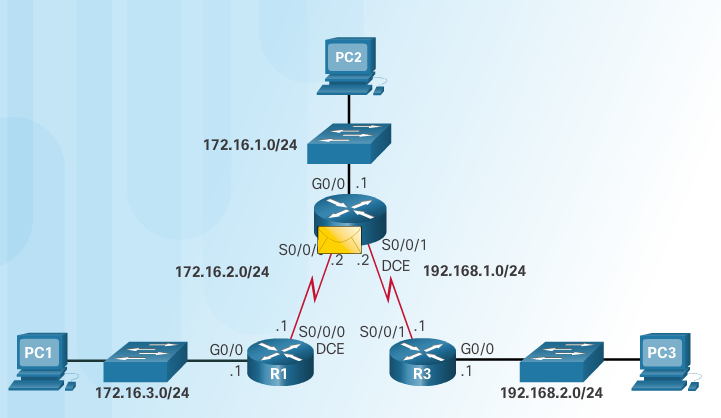 PC2
172.16.1.0/24
G0/0 .1
S0/0/
.2 .2
S0/0/1
DCE
172.16.2.0/24
192.168.1.0/24
.1 S0/0/0
DCE
S0/0/1 .1
PC1
G0/0
.1
R1
R3
G0/0
.1
PC3
172.16.3.0/24
192.168.2.0/24